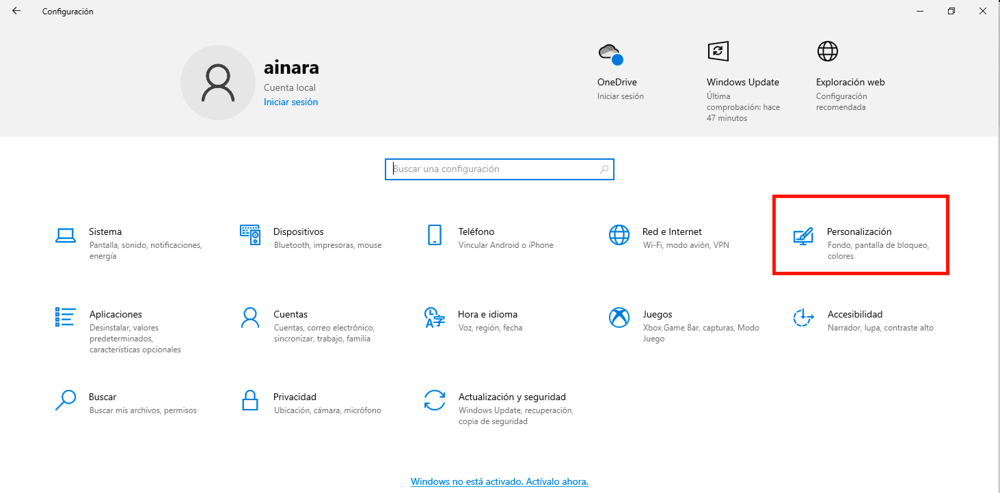 Configuración
ainara
Cuenta local
Iniciar sesión
OneDrive
Iniciar sesión
Windows Update
Última
comprobación: hace
47 minutos
Exploración web
Configuración
recomendada
Buscar una configuración
Sistema
Pantalla, sonido, notificaciones,
energía
Dispositivos
Bluetooth, impresoras, mouse
Teléfono
Vincular Android o iPhone
Red e Internet
Wi-Fi, modo avión, VPN
Personalización
Fondo, pantalla de bloqueo,
colores
Aplicaciones
Desinstalar, valores
predeterminados,
características opcionales
Cuentas
Cuentas, correo electrónico,
sincronizar, trabajo, familia
Hora e idioma
Voz, región, fecha
Juegos
Xbox Game Bar, capturas, Modo
Juego
Accesibilidad
Narrador, lupa, contraste alto
Buscar
Buscar mis archivos, permisos
Privacidad
Ubicación, cámara, micrófono
Actualización y seguridad
Windows Update, recuperación,
copia de seguridad
Windows no está activado. Actívalo ahora.